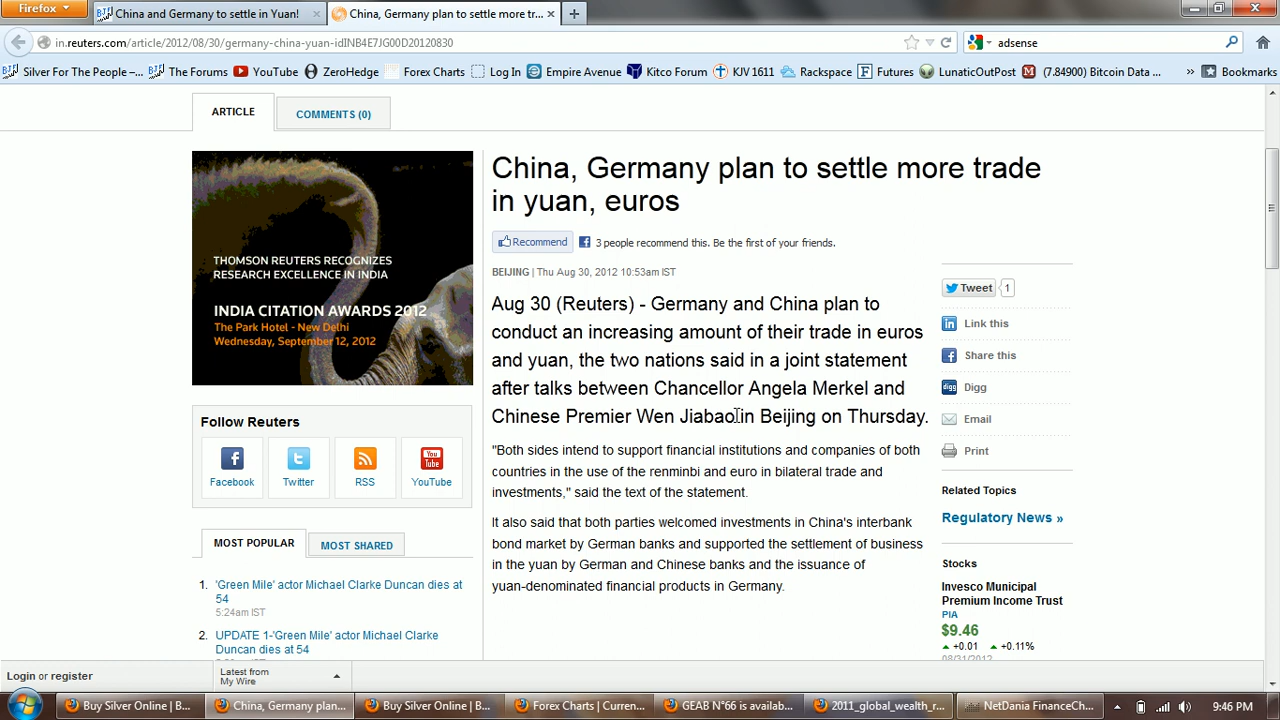 Firefox
China and Germany to settle in Yuan!
China, Germany plan to settle more tr...
in.reuters.com/article/2012/08/30/germany-china-yuan-idINB4E7JG00D20120830
adsense
Silver For The People –... The Forums YouTube ZeroHedge Forex Charts Log In Empire Avenue Kitco Forum KJV 1611 Rackspace Futures LunaticOutPost (7.84900) Bitcoin Data ... » Bookmarks
ARTICLE
COMMENTS (0)
THOMSON REUTERS RECOGNIZES
RESEARCH EXCELLENCE IN INDIA
INDIA CITATION AWARDS 2012
The Park Hotel - New Delhi
Wednesday, September 12, 2012
Follow Reuters
Facebook Twitter RSS YouTube
MOST POPULAR
MOST SHARED
1. 'Green Mile' actor Michael Clarke Duncan dies at
54
5:24am IST
2. UPDATE 1-'Green Mile' actor Michael Clarke
Duncan dies at 54
China, Germany plan to settle more trade
in yuan, euros
Recommend 3 people recommend this. Be the first of your friends.
BEIJING | Thu Aug 30, 2012 10:53am IST
Aug 30 (Reuters) - Germany and China plan to
conduct an increasing amount of their trade in euros
and yuan, the two nations said in a joint statement
after talks between Chancellor Angela Merkel and
Chinese Premier Wen Jiabao in Beijing on Thursday.
"Both sides intend to support financial institutions and companies of both
countries in the use of the renminbi and euro in bilateral trade and
investments," said the text of the statement.
It also said that both parties welcomed investments in China's interbank
bond market by German banks and supported the settlement of business
in the yuan by German and Chinese banks and the issuance of
yuan-denominated financial products in Germany.
Tweet 1
Link this
Share this
Digg
Email
Print
Related Topics
Regulatory News »
Stocks
Invesco Municipal
Premium Income Trust
PIA
$9.46
+0.01 +0.11%
08/31/2012
Login or register
Latest from
My Wire
Buy Silver Online | B...
China, Germany plan...
Buy Silver Online | B...
Forex Charts | Curren...
GEAB N°66 is availab...
2011_global_wealth_r...
NetDania FinanceCh...
9:46 PM